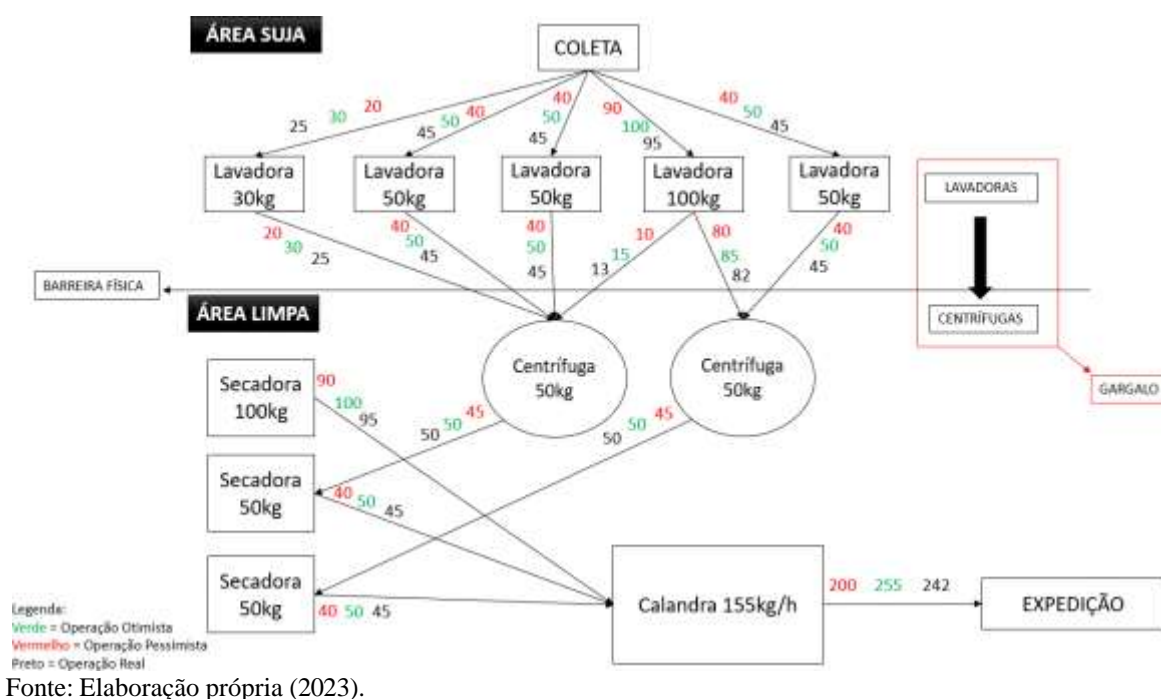 ÁREA SUJA
COLETA
25 30 20
45 50 40
40
50
45
90
100
95
40
50
45
Lavadora
30kg
Lavadora
50kg
Lavadora
50kg
Lavadora
100kg
Lavadora
50kg
LAVADORAS
20
30
25
40
50
45
40
50
45
10
15
13
80
85
82
40
50
45
BARREIRA FÍSICA
ÁREA LIMPA
CENTRÍFUGAS
GARGALO
Centrífuga
50kg
Centrífuga
50kg
Secadora
100kg
90
100
95
50 50 45
50 50 45
Secadora
50kg
40 50 45
Secadora
50kg
40 50 45
Calandra 155kg/h
200 255 242
EXPEDIÇÃO
Legenda:
Verde = Operação Otimista
Vermelho = Operação Pessimista
Preto = Operação Real
Fonte: Elaboração própria (2023).